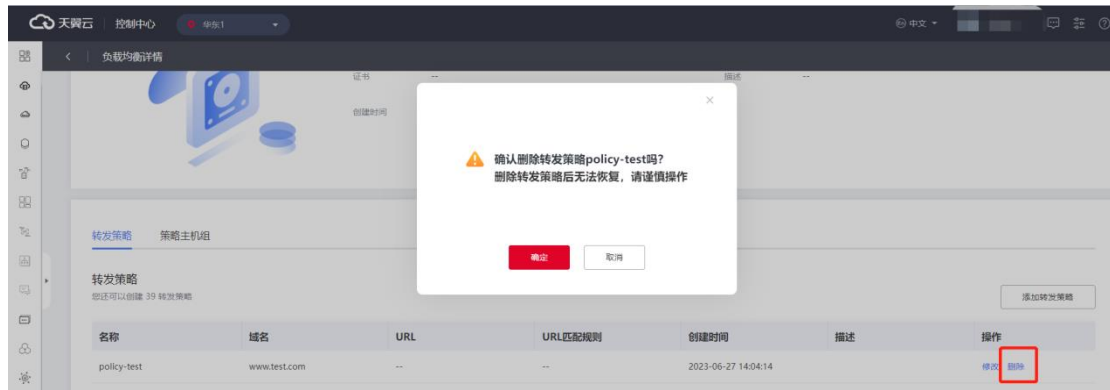 天翼云 控制中心 华东1 中文
负载均衡详情
证书 -- 描述 --
创建时间
确认删除转发策略policy-test吗?
删除转发策略后无法恢复，请谨慎操作
确定 取消
转发策略 策略主机组
转发策略
您还可以创建 39 转发策略
添加转发策略
名称 域名 URL URL匹配规则 创建时间 描述 操作
policy-test www.test.com -- -- 2023-06-27 14:04:14 修改 删除